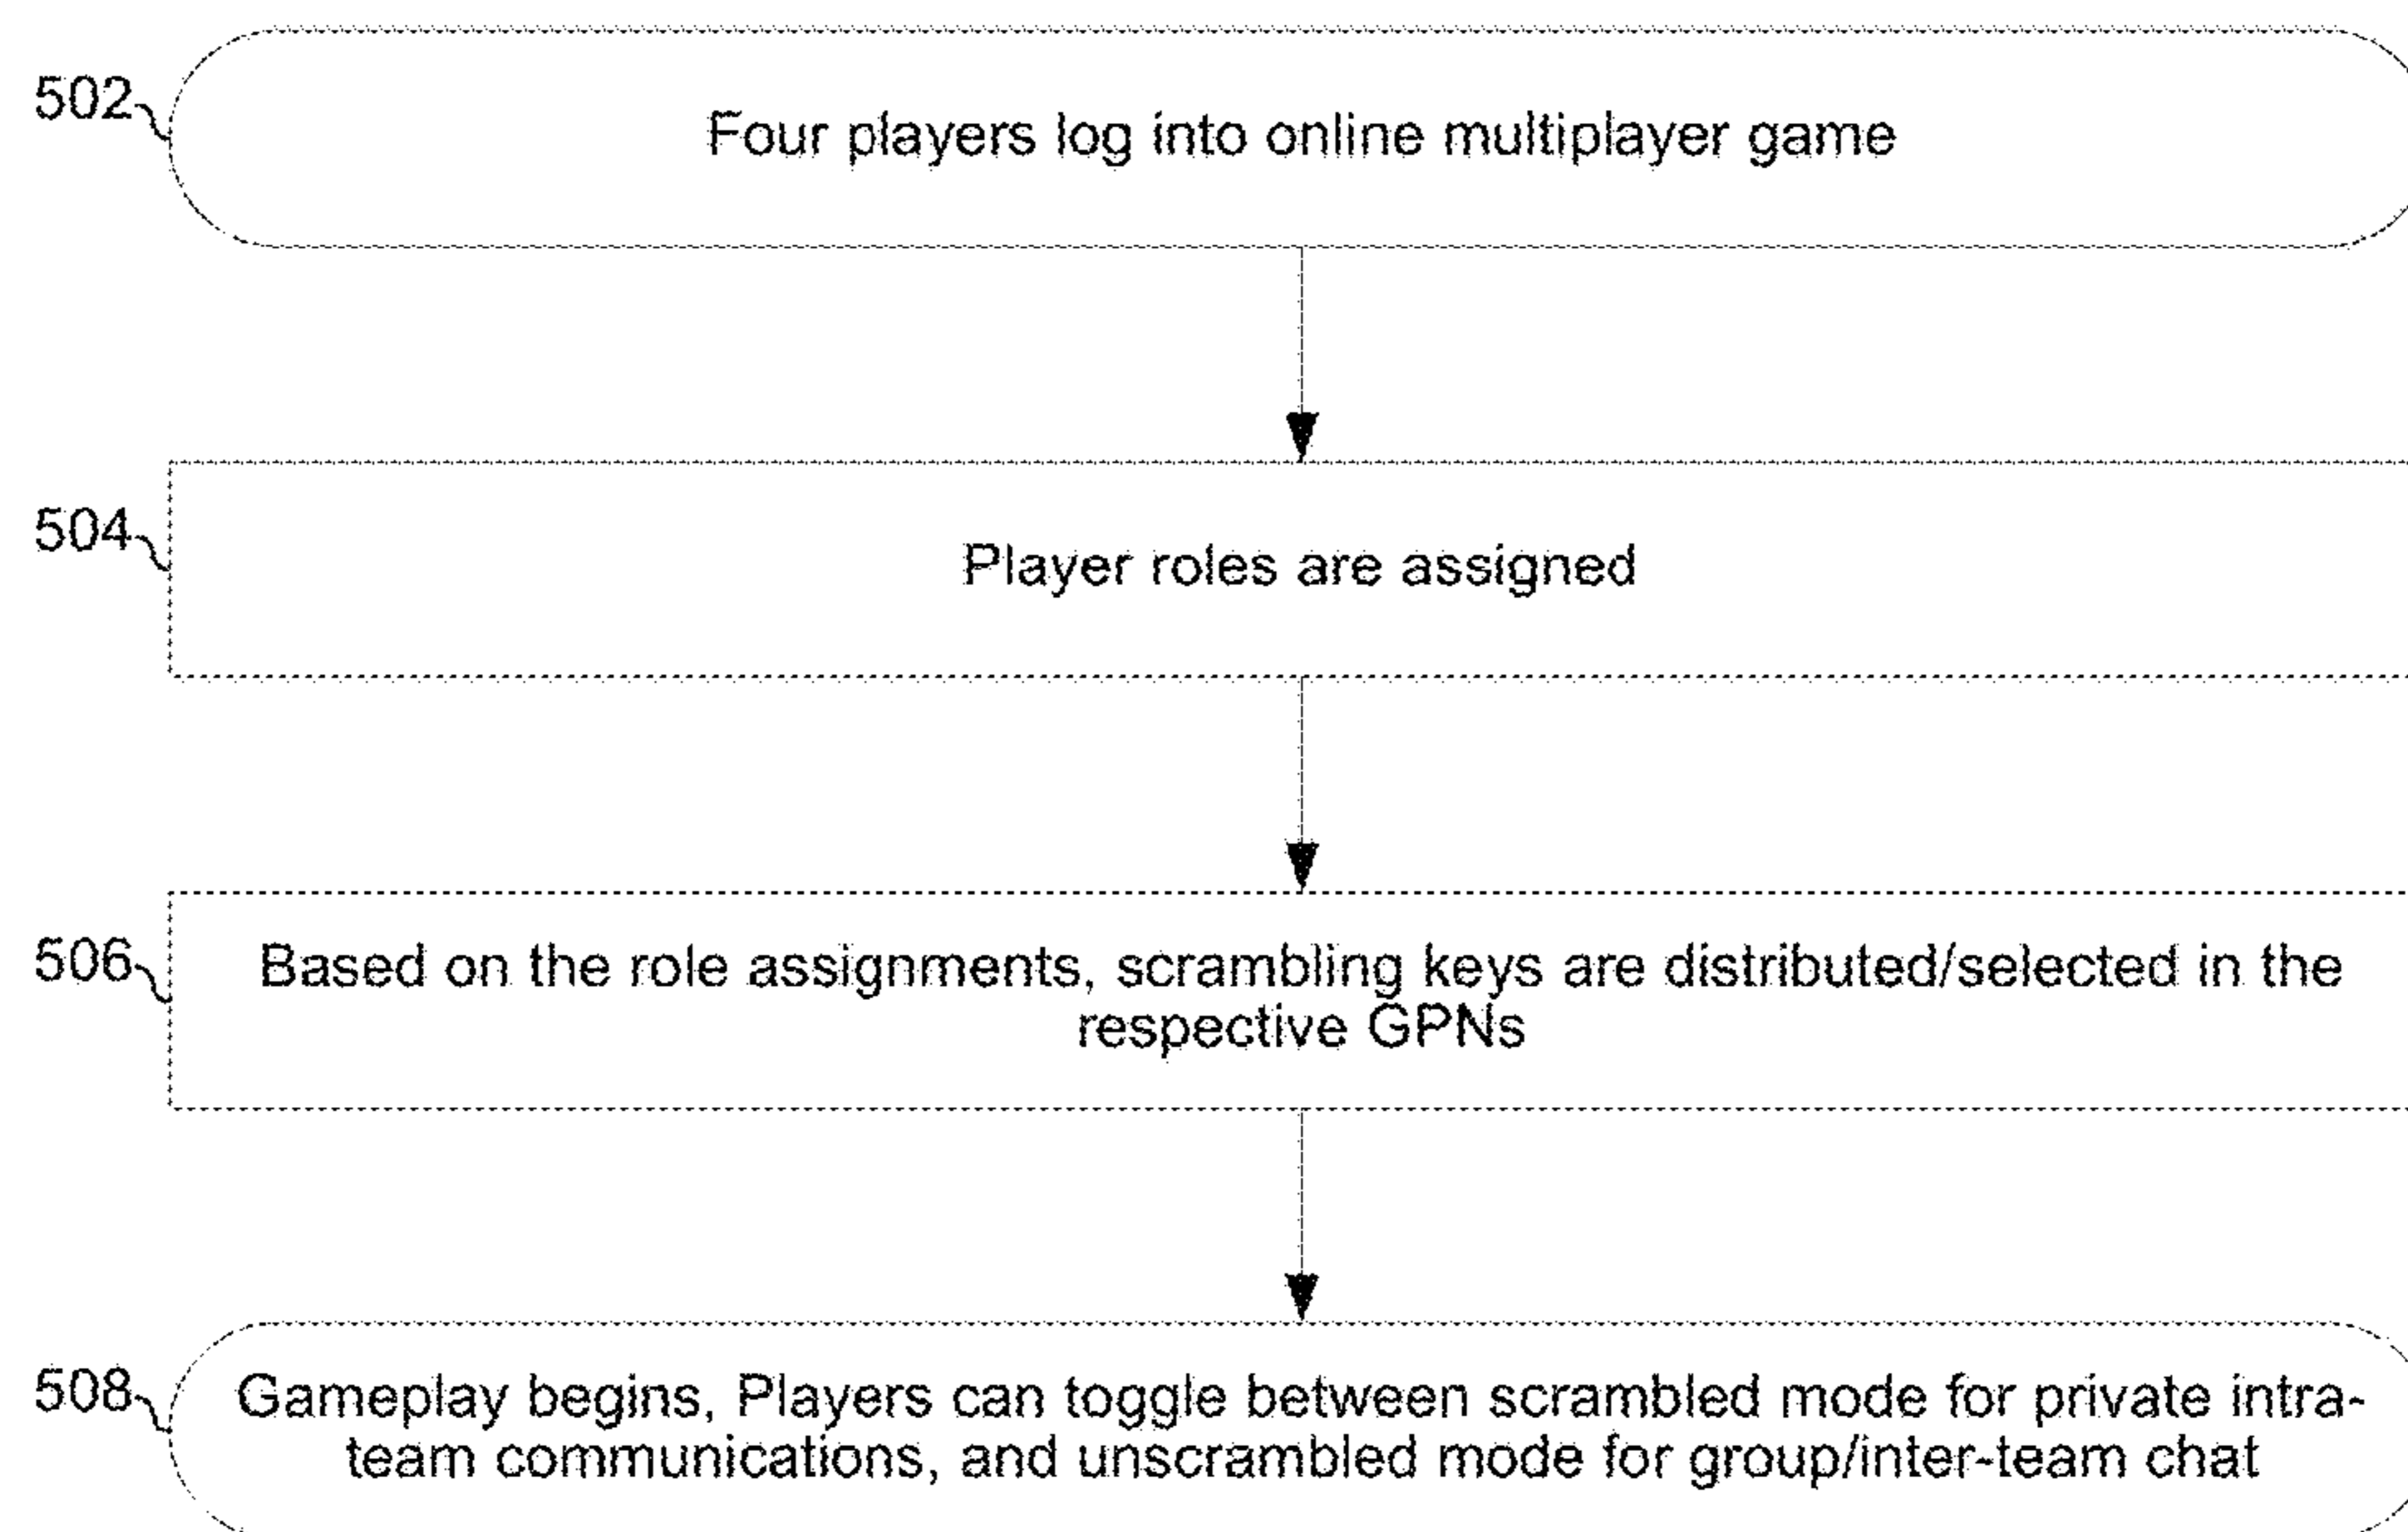 502
Four players log into online multiplayer game
504
Player roles are assigned
506
Based on the role assignments, scrambling keys are distributed/selected in the
respective GPNs
508
Gameplay begins, Players can toggle between scrambled mode for private intra-
team communications, and unscrambled mode for group/inter-team chat